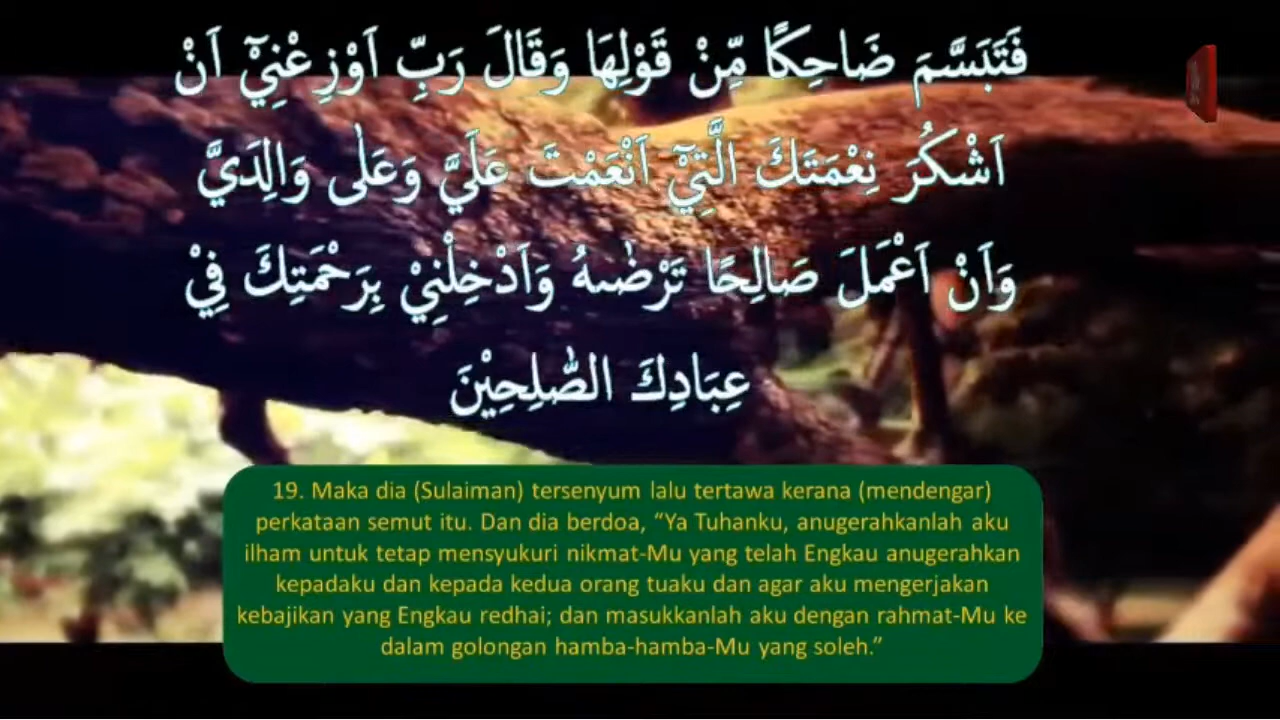 فَتَبَسَّمَ ضَاحِكًا مِّنْ قَوْلِهَا وَقَالَ رَبِّ اَوْزِعْنِيْٓ اَنْ
اَشْكُرَ نِعْمَتَكَ الَّتِيْٓ اَنْعَمْتَ عَلَيَّ وَعَلٰى وَالِدَيَّ
وَاَنْ اَعْمَلَ صَالِحًا تَرْضٰىهُ وَاَدْخِلْنِيْ بِرَحْمَتِكَ فِيْ
عِبَادِكَ الصّٰلِحِيْنَ
19. Maka dia (Sulaiman) tersenyum lalu tertawa kerana (mendengar)
perkataan semut itu. Dan dia berdoa, “Ya Tuhanku, anugerahkanlah aku
ilham untuk tetap mensyukuri nikmat-Mu yang telah Engkau anugerahkan
kepadaku dan kepada kedua orang tuaku dan agar aku mengerjakan
kebajikan yang Engkau redhai; dan masukkanlah aku dengan rahmat-Mu ke
dalam golongan hamba-hamba-Mu yang soleh.”